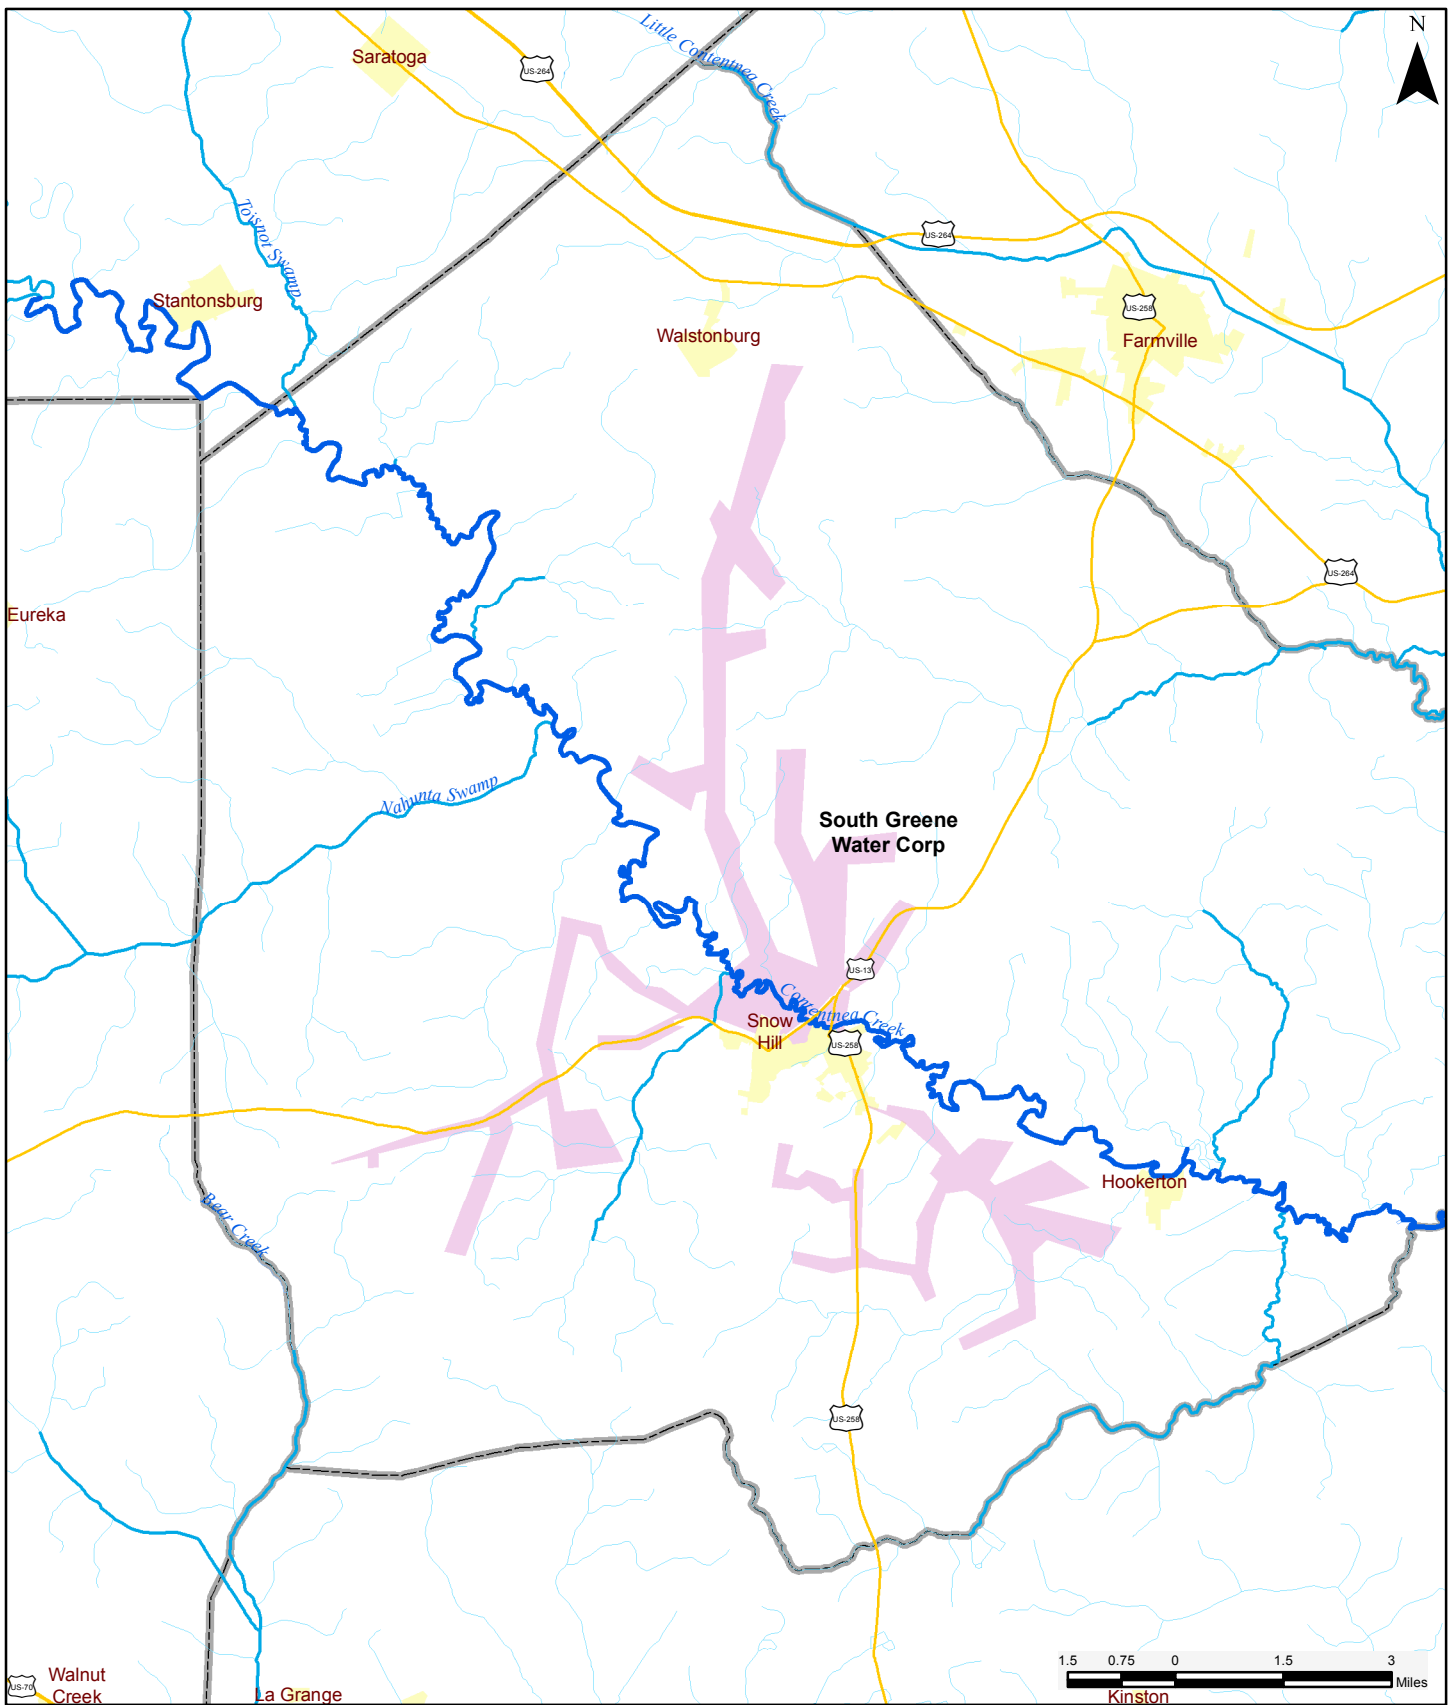 N
Little Contentnea Creek
Saratoga
US-264
Toisnot Swamp
US-264
Stantonsburg
US-258
Walstonburg
Farmville
US-264
Eureka
Nahunta Swamp
South Greene
Water Corp
US-13
Contentnea Creek
Snow
Hill
US-258
Hookerton
Bear Creek
US-258
1.5 0.75 0 1.5 3
Miles
Walnut
Creek
US-70
La Grange
Kinston